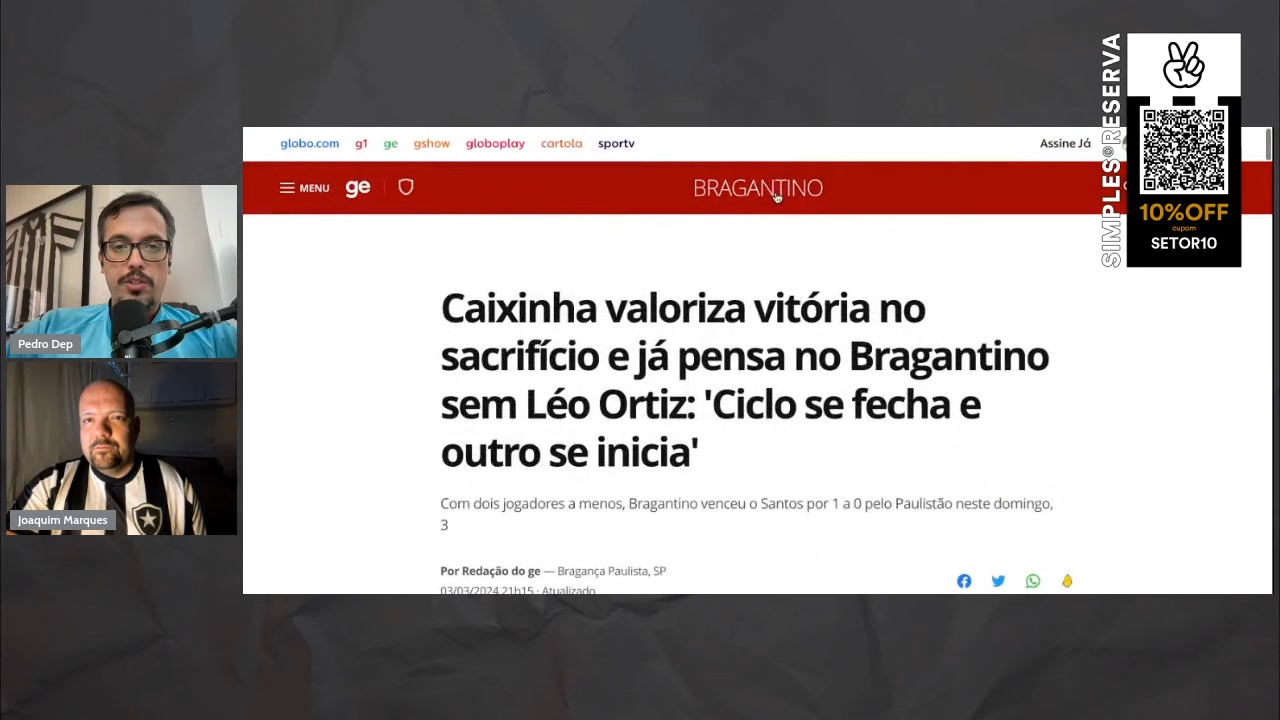 globo.com g1 ge gshow globoplay cartola sportv
Assine Já
MENU ge
BRAGANTINO
Caixinha valoriza vitória no
sacrifício e já pensa no Bragantino
sem Léo Ortiz: 'Ciclo se fecha e
outro se inicia'
Com dois jogadores a menos, Bragantino venceu o Santos por 1 a 0 pelo Paulistão neste domingo,
3
Por Redação do ge — Bragança Paulista, SP
03/03/2024 21h15 · Atualizado
Pedro Dep
Joaquim Marques
SIMPLES® RESERVA
10%OFF
cupom
SETOR10